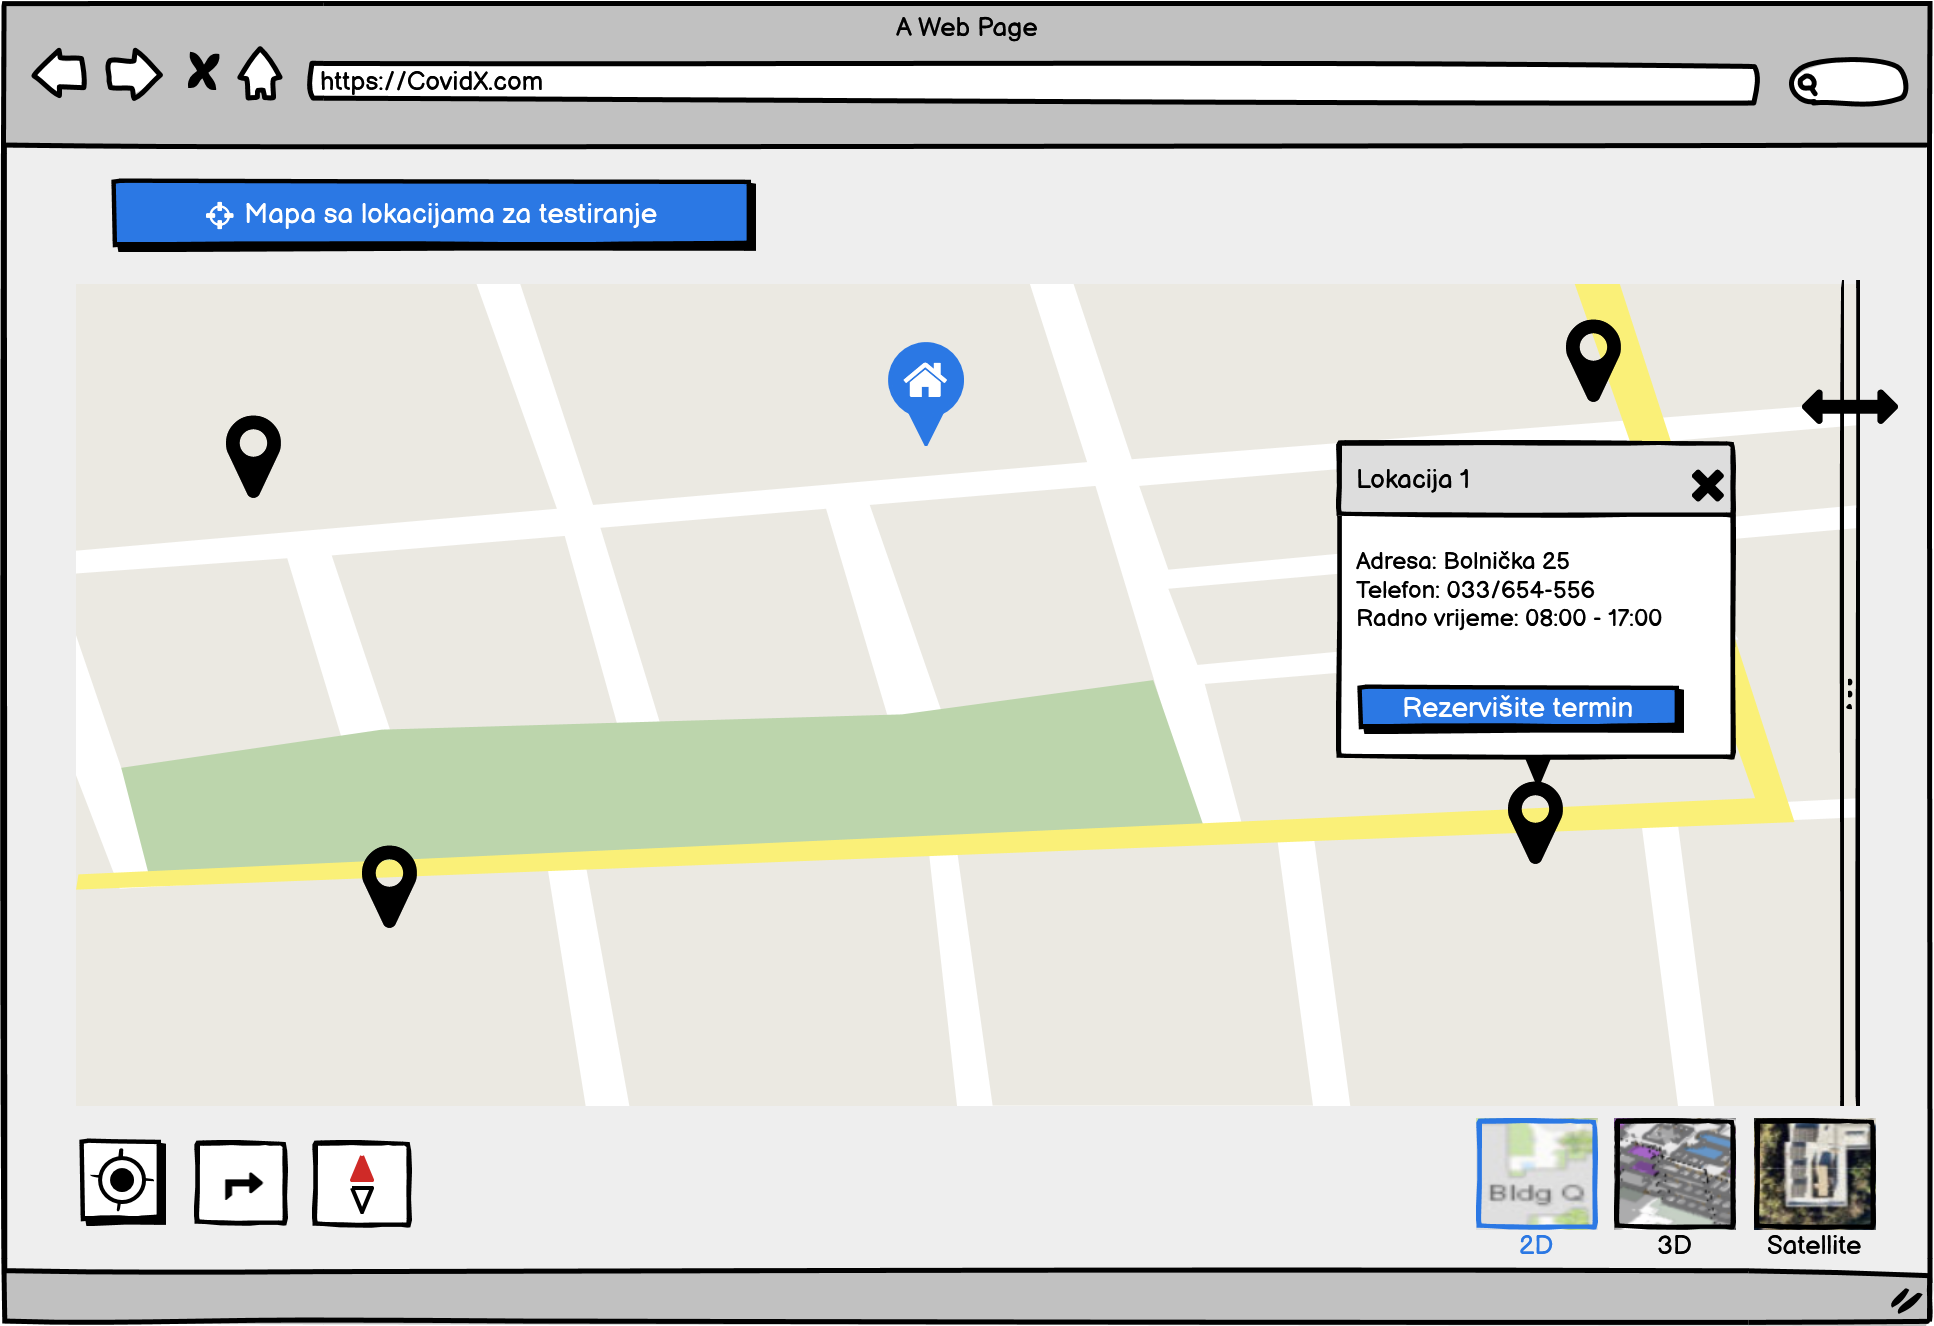 A Web Page
https://CovidX.com
Mapa sa lokacijama za testiranje
Lokacija 1
Adresa: Bolnička 25
Telefon: 033/654-556
Radno vrijeme: 08:00 - 17:00
Rezervišite termin
Bldg Q
2D
3D
Satellite